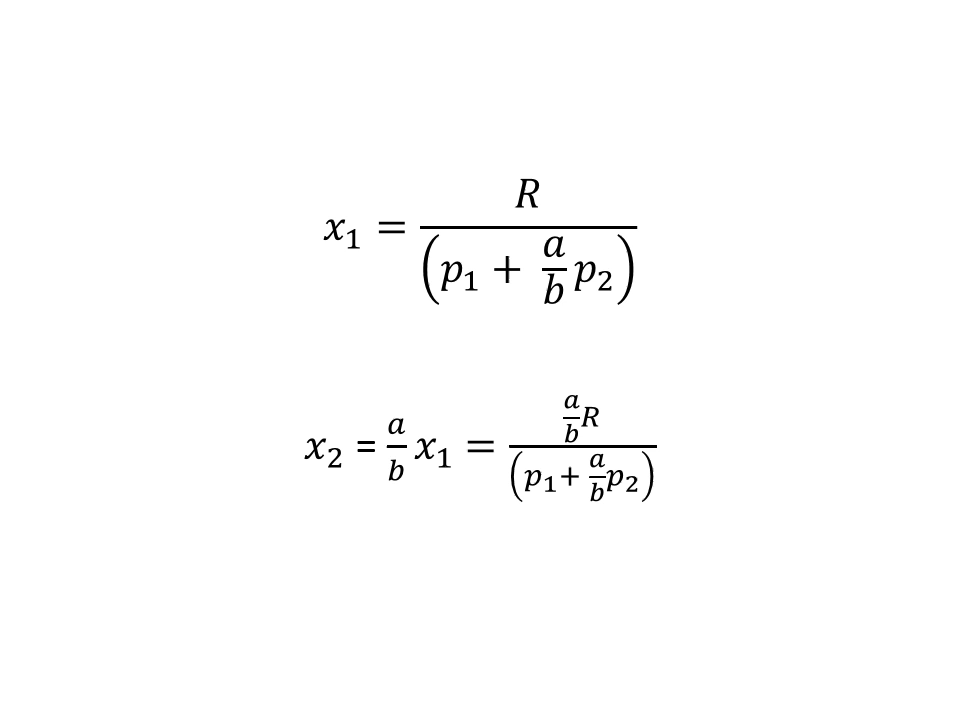 x₁ = R / (p₁ + a/b p₂)
x₂ = a/b x₁ = a/b R / (p₁ + a/b p₂)